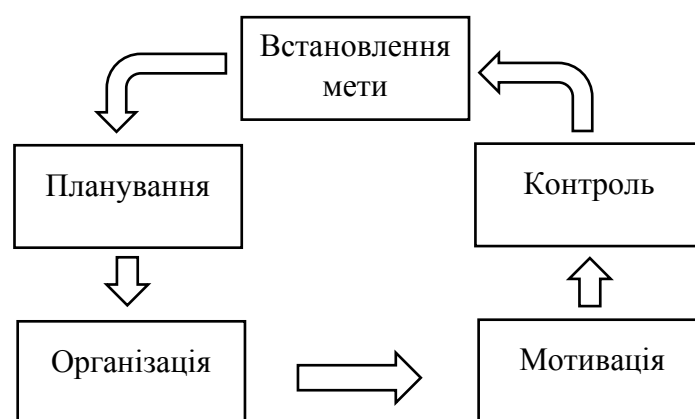 Встановлення
мети
Планування
Контроль
Організація
Мотивація